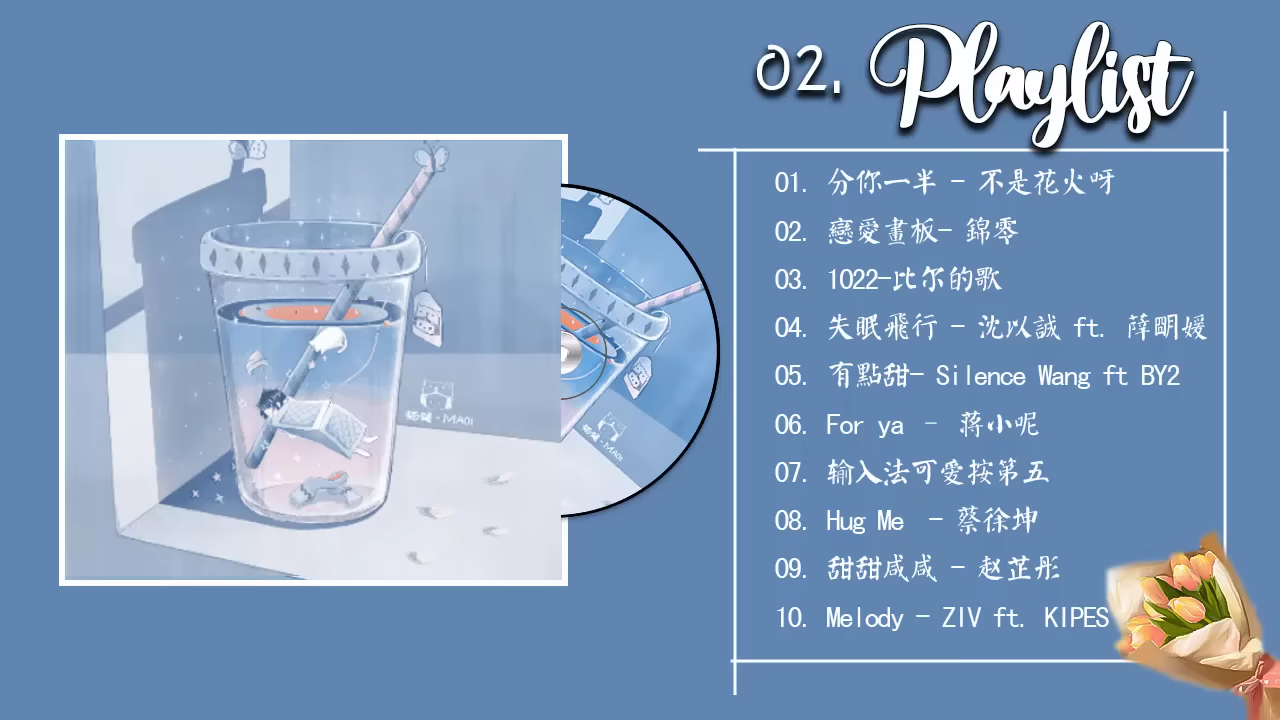 02. Playlist
01. 分你一半 - 不是花火呀
02. 戀愛畫板- 錦零
03. 1022-比尔的歌
04. 失眠飛行 - 沈以誠 ft. 薛明媛
05. 有點甜- Silence Wang ft BY2
06. For ya - 蒋小呢
07. 输入法可愛按第五
08. Hug Me - 蔡徐坤
09. 甜甜咸咸 - 赵芷彤
10. Melody - ZIV ft. KIPES